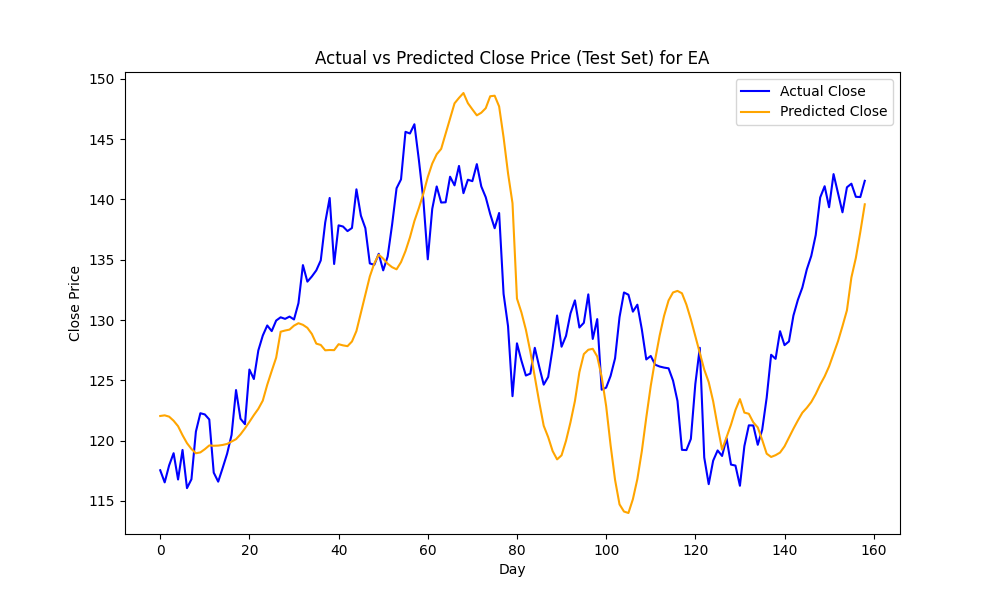 Actual vs Predicted Close Price (Test Set) for EA
Actual Close
Predicted Close
Close Price
150
145
140
135
130
125
120
115
0 20 40 60 80 100 120 140 160
Day